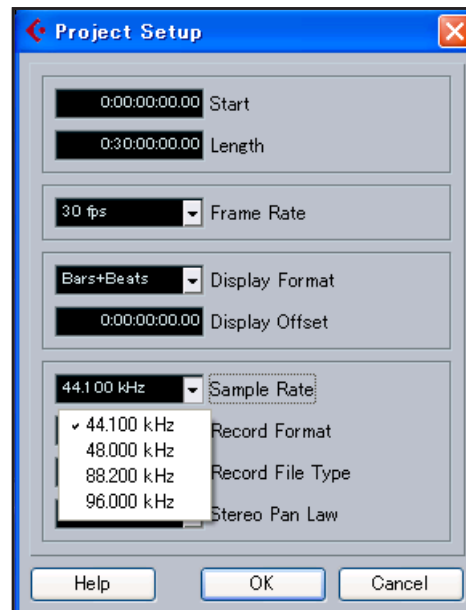 Project Setup
0:00:00:00.00 Start
0:30:00:00.00 Length
30 fps Frame Rate
Bars+Beats Display Format
0:00:00:00.00 Display Offset
44.100 kHz Sample Rate
44.100 kHz
Record Format
48.000 kHz
88.200 kHz
Record File Type
96.000 kHz
Stereo Pan Law
Help OK Cancel